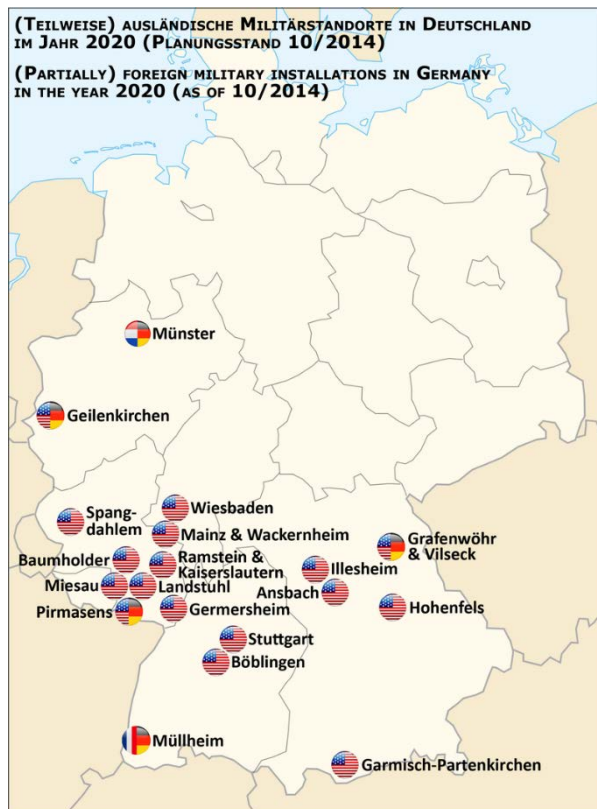 (Teilweise) ausländische Militärstandorte in Deutschland
im Jahr 2020 (Planungsstand 10/2014)
(Partially) foreign military installations in Germany
in the year 2020 (as of 10/2014)
Münster
Geilenkirchen
Wiesbaden
Spang-
dahlem
Mainz & Wackernheim
Grafenwöhr
& Vilseck
Baumholder
Ramstein &
Kaiserslautern
Illesheim
Miesau
Landstuhl
Ansbach
Pirmasens
Germersheim
Hohenfels
Stuttgart
Böblingen
Müllheim
Garmisch-Partenkirchen